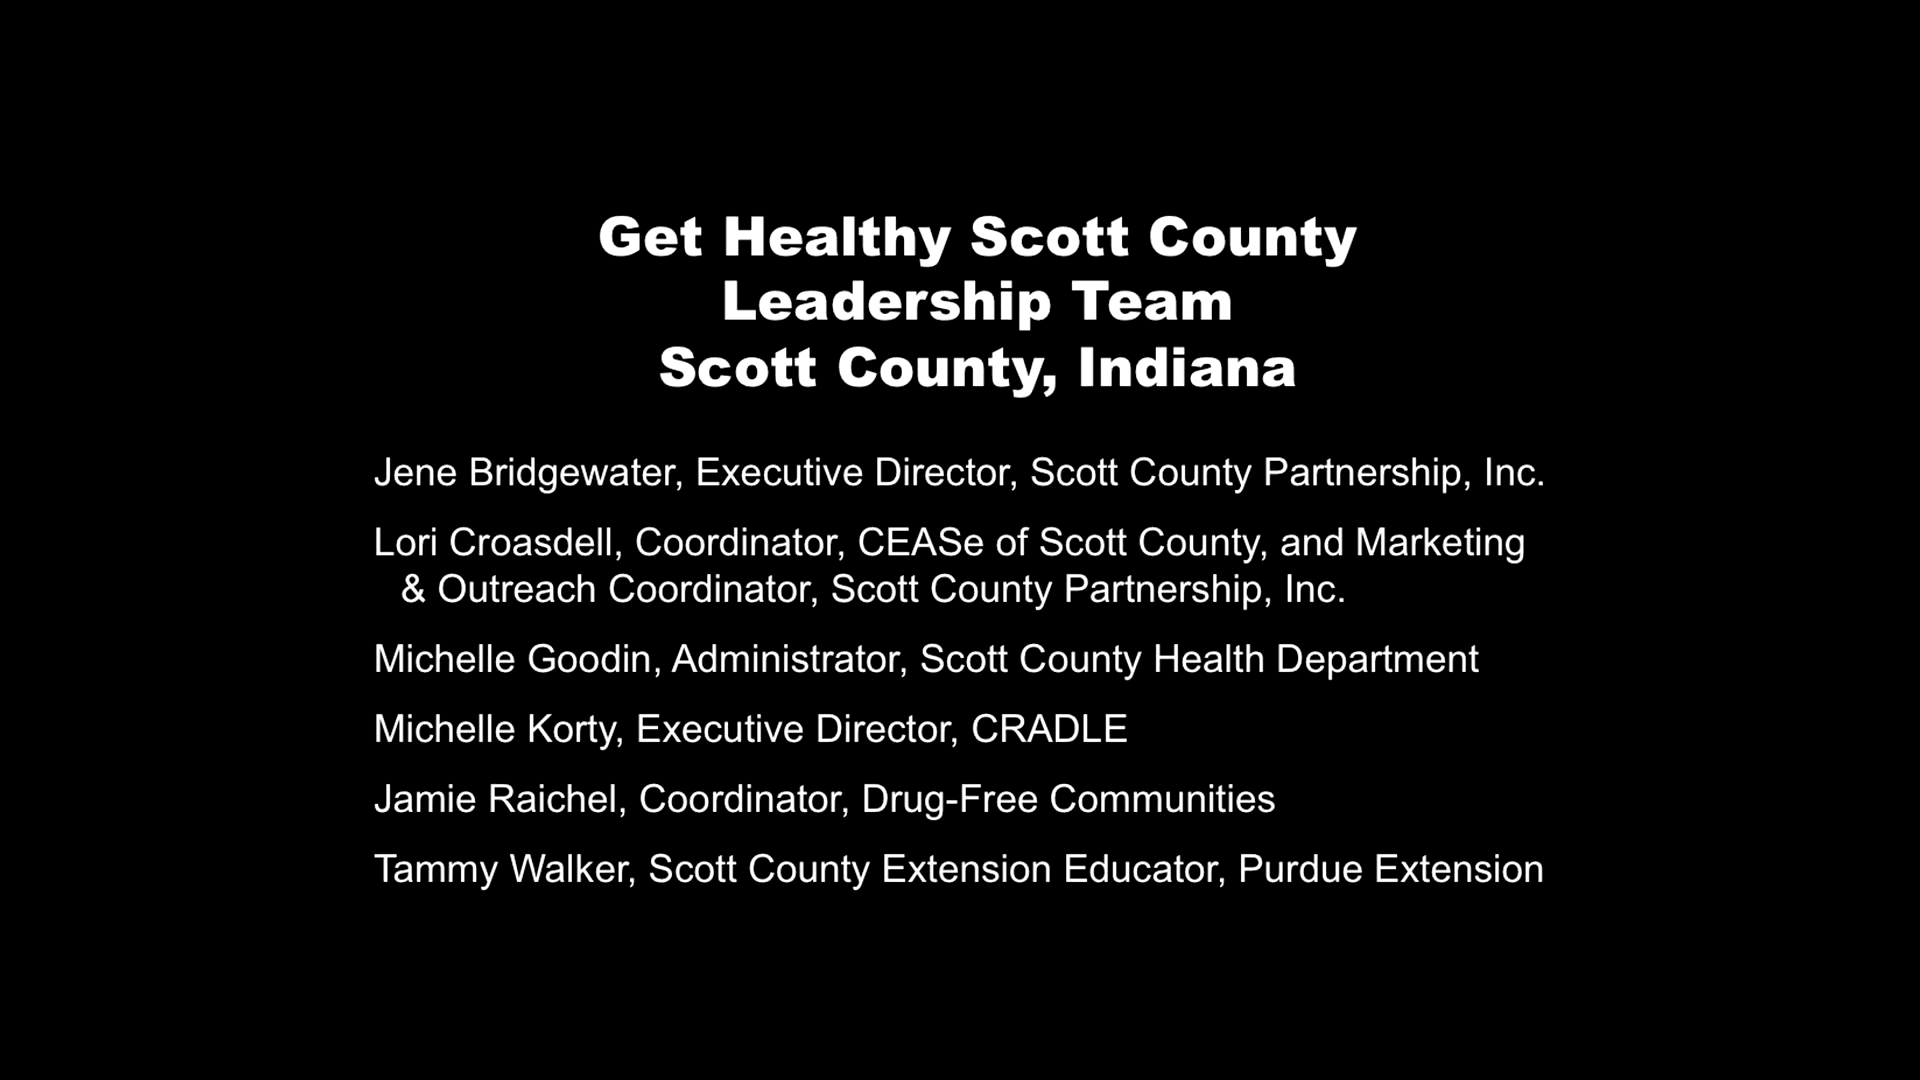 Get Healthy Scott County
Leadership Team
Scott County, Indiana
Jene Bridgewater, Executive Director, Scott County Partnership, Inc.
Lori Croasdell, Coordinator, CEASe of Scott County, and Marketing
& Outreach Coordinator, Scott County Partnership, Inc.
Michelle Goodin, Administrator, Scott County Health Department
Michelle Korty, Executive Director, CRADLE
Jamie Raichel, Coordinator, Drug-Free Communities
Tammy Walker, Scott County Extension Educator, Purdue Extension